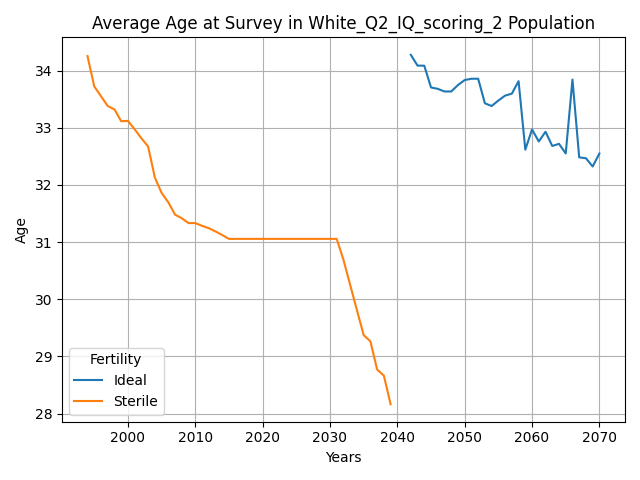 Average Age at Survey in White_Q2_IQ_scoring_2 Population
34
33
32
31
30
29
28
Age
Fertility
Ideal
Sterile
2000
2010
2020
2030
2040
2050
2060
2070
Years